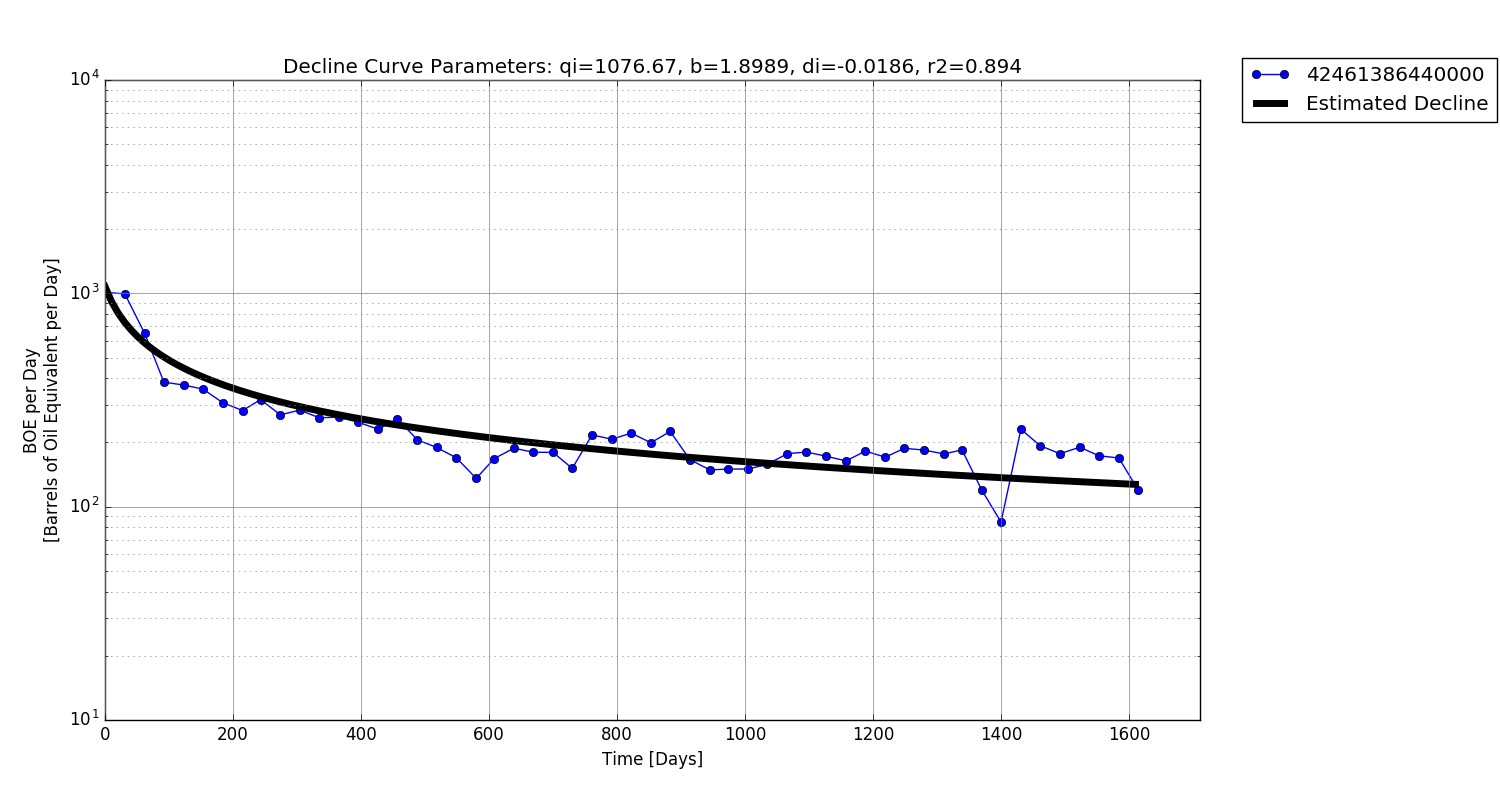 Decline Curve Parameters: qi=1076.67, b=1.8989, di=-0.0186, r2=0.894
42461386440000
Estimated Decline
10^4
10^3
10^2
10^1
BOE per Day
[Barrels of Oil Equivalent per Day]
0 200 400 600 800 1000 1200 1400 1600
Time [Days]